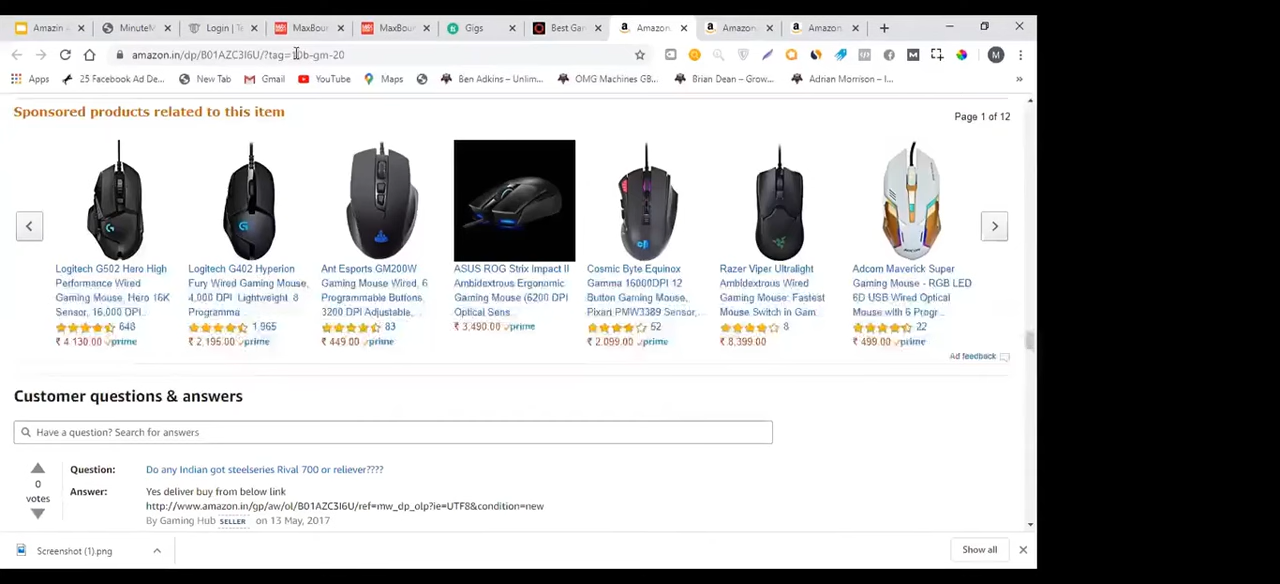 Amazin
MinuteM
Login | T
MaxBou
MaxBou
Gigs
Best Gar
Amazon
Amazon
Amazon
amazon.in/dp/B01AZC3I6U/?tag=10b-gm-20
M
Apps
25 Facebook Ad De...
New Tab
Gmail
YouTube
Maps
Ben Adkins – Unlim...
OMG Machines GB...
Brian Dean – Grow...
Adrian Morrison – I...
»
Sponsored products related to this item
Page 1 of 12
Logitech G502 Hero High
Performance Wired
Gaming Mouse, Hero 16K
Sensor, 16,000 DPI...
648
₹ 4,130.00 prime
Logitech G402 Hyperion
Fury Wired Gaming Mouse,
4,000 DPI, Lightweight, 8
Programma...
1,965
₹ 2,195.00 prime
Ant Esports GM200W
Gaming Mouse Wired, 6
Programmable Buttons,
3200 DPI Adjustable,...
83
₹ 449.00 prime
ASUS ROG Strix Impact II
Ambidextrous Ergonomic
Gaming Mouse (6200 DPI
Optical Sens...
₹ 3,490.00 prime
Cosmic Byte Equinox
Gamma 16000DPI 12
Button Gaming Mouse,
Pixart PMW3389 Sensor,...
52
₹ 2,099.00 prime
Razer Viper Ultralight
Ambidextrous Wired
Gaming Mouse: Fastest
Mouse Switch in Gam...
8
₹ 8,399.00
Adcom Maverick Super
Gaming Mouse - RGB LED
6D USB Wired Optical
Mouse with 6 Progr...
22
₹ 499.00 prime
Ad feedback
Customer questions & answers
Have a question? Search for answers
0
votes
Question: Do any Indian got steelseries Rival 700 or reliever????
Answer: Yes deliver buy from below link
http://www.amazon.in/gp/aw/ol/B01AZC3I6U/ref=mw_dp_olp?ie=UTF8&condition=new
By Gaming Hub SELLER on 13 May, 2017
Screenshot (1).png
Show all